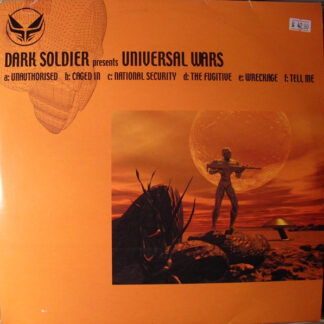 DARK SOLDIER presents UNIVERSAL WARS
a: UNAUTHORISED b: CAGED IN c: NATIONAL SECURITY d: THE FUGITIVE e: WRECKAGE f: TELL ME